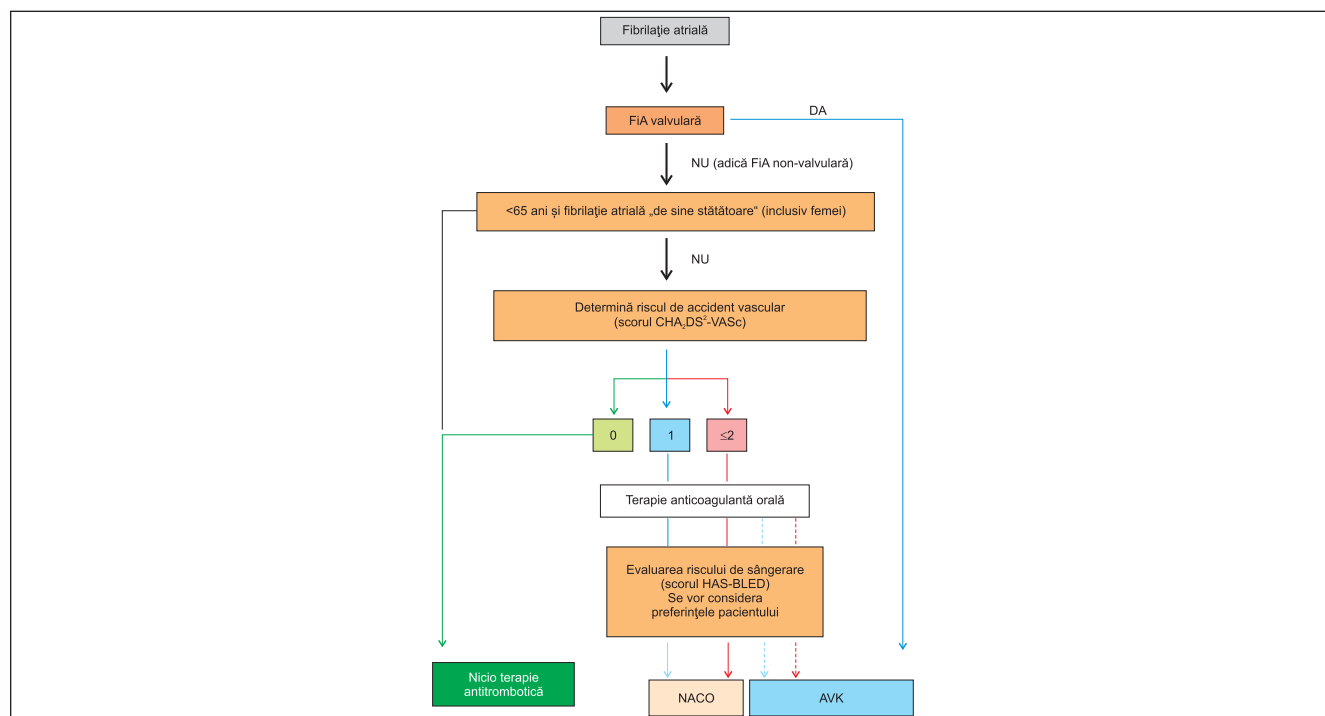 Fibrilaţie atrială
FiA valvulară
DA
NU (adică FiA non-valvulară)
<65 ani și fibrilaţie atrială „de sine stătătoare“ (inclusiv femei)
NU
Determină riscul de accident vascular
(scorul CHA₂DS²-VASc)
0
1
≤2
Terapie anticoagulantă orală
Evaluarea riscului de sângerare
(scorul HAS-BLED)
Se vor considera
preferinţele pacientului
Nicio terapie
antitrombotică
NACO
AVK